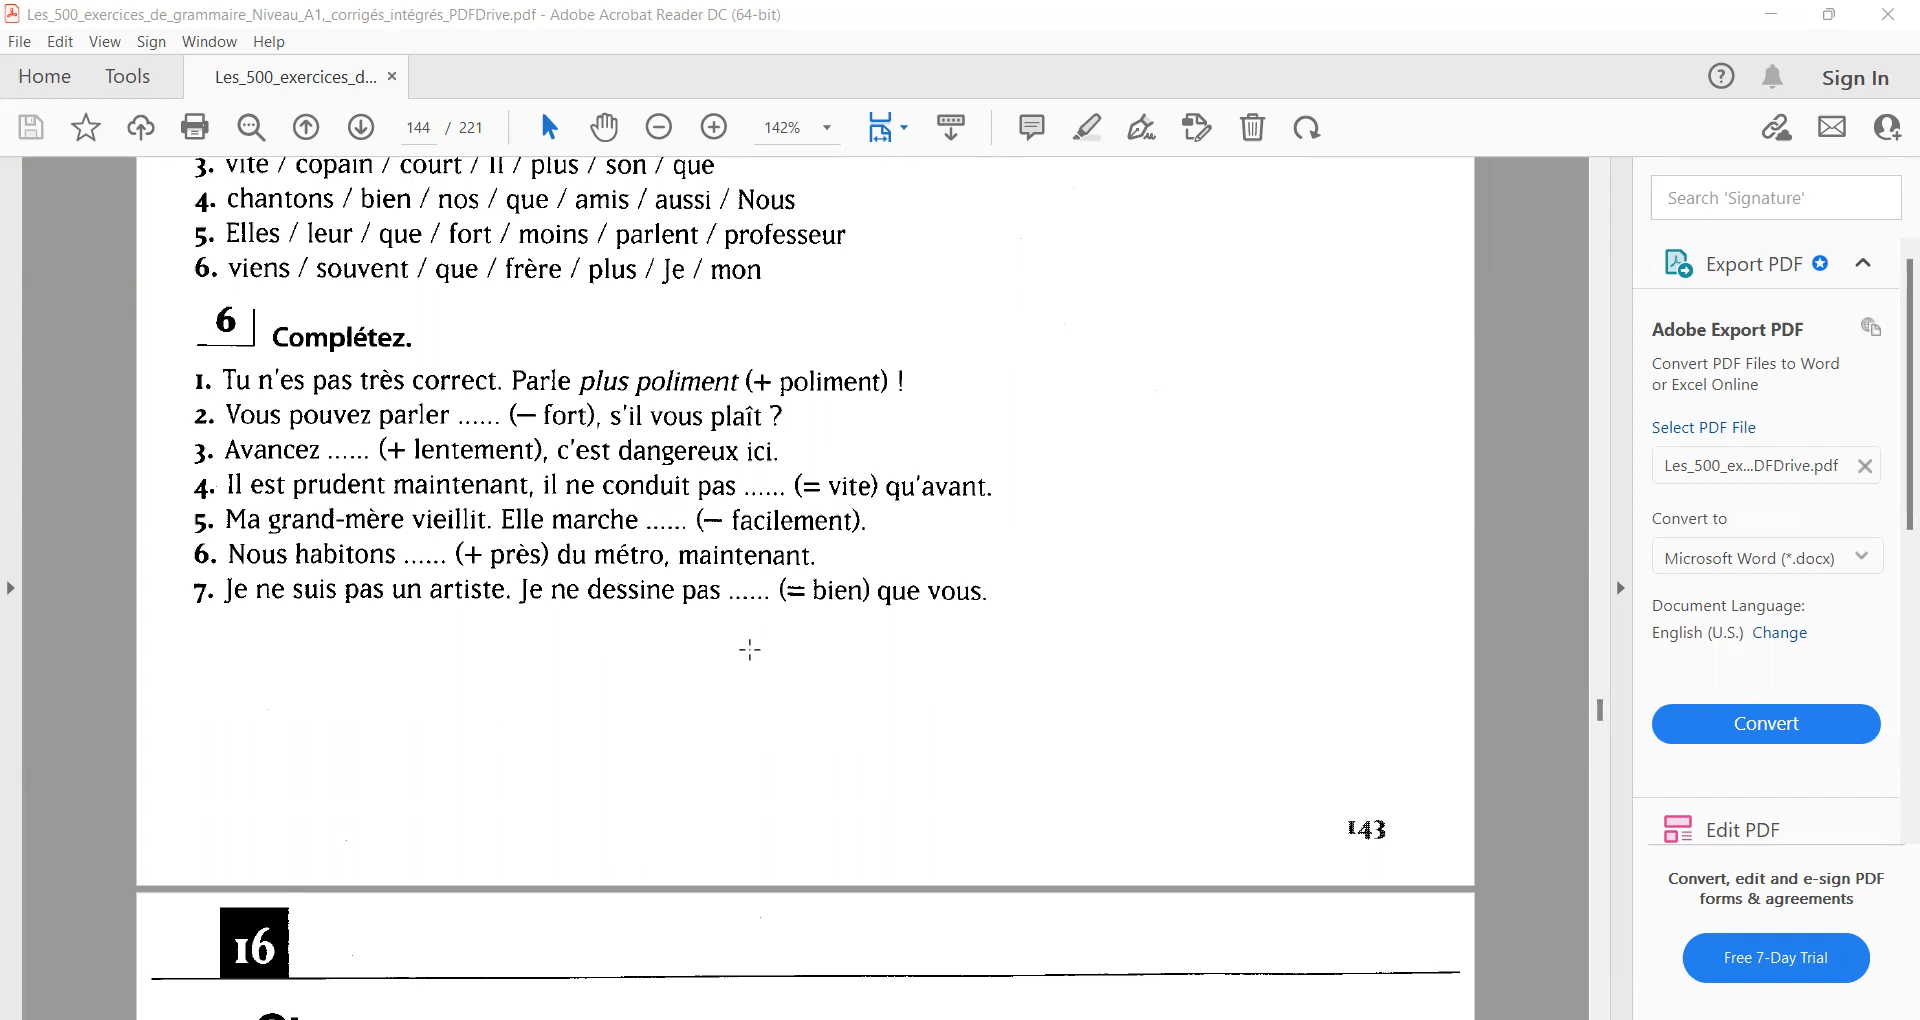 Les_500_exercices_de_grammaire_Niveau_A1,_corrigés_intégrés_PDFDrive.pdf - Adobe Acrobat Reader DC (64-bit)
File Edit View Sign Window Help
Home Tools Les_500_exercices_d... × Sign In
144 / 221 142%
3. vite / copain / court / Il / plus / son / que
4. chantons / bien / nos / que / amis / aussi / Nous
5. Elles / leur / que / fort / moins / parlent / professeur
6. viens / souvent / que / frère / plus / Je / mon
6 Complétez.
1. Tu n'es pas très correct. Parle plus poliment (+ poliment) !
2. Vous pouvez parler ...... (– fort), s'il vous plaît ?
3. Avancez ...... (+ lentement), c'est dangereux ici.
4. Il est prudent maintenant, il ne conduit pas ...... (= vite) qu'avant.
5. Ma grand-mère vieillit. Elle marche ...... (– facilement).
6. Nous habitons ...... (+ près) du métro, maintenant.
7. Je ne suis pas un artiste. Je ne dessine pas ...... (= bien) que vous.
143
16
Search 'Signature'
Export PDF
Adobe Export PDF
Convert PDF Files to Word
or Excel Online
Select PDF File
Les_500_ex...DFDrive.pdf
Convert to
Microsoft Word (*.docx)
Document Language:
English (U.S.) Change
Convert
Edit PDF
Convert, edit and e-sign PDF
forms & agreements
Free 7-Day Trial